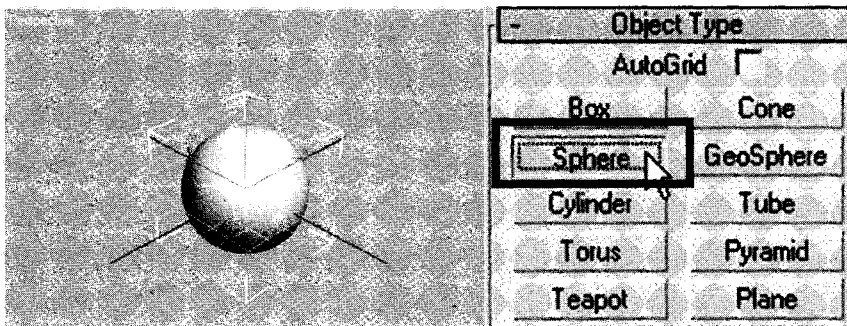 - Object Type
AutoGrid
Box Cone
Sphere GeoSphere
Cylinder Tube
Torus Pyramid
Teapot Plane